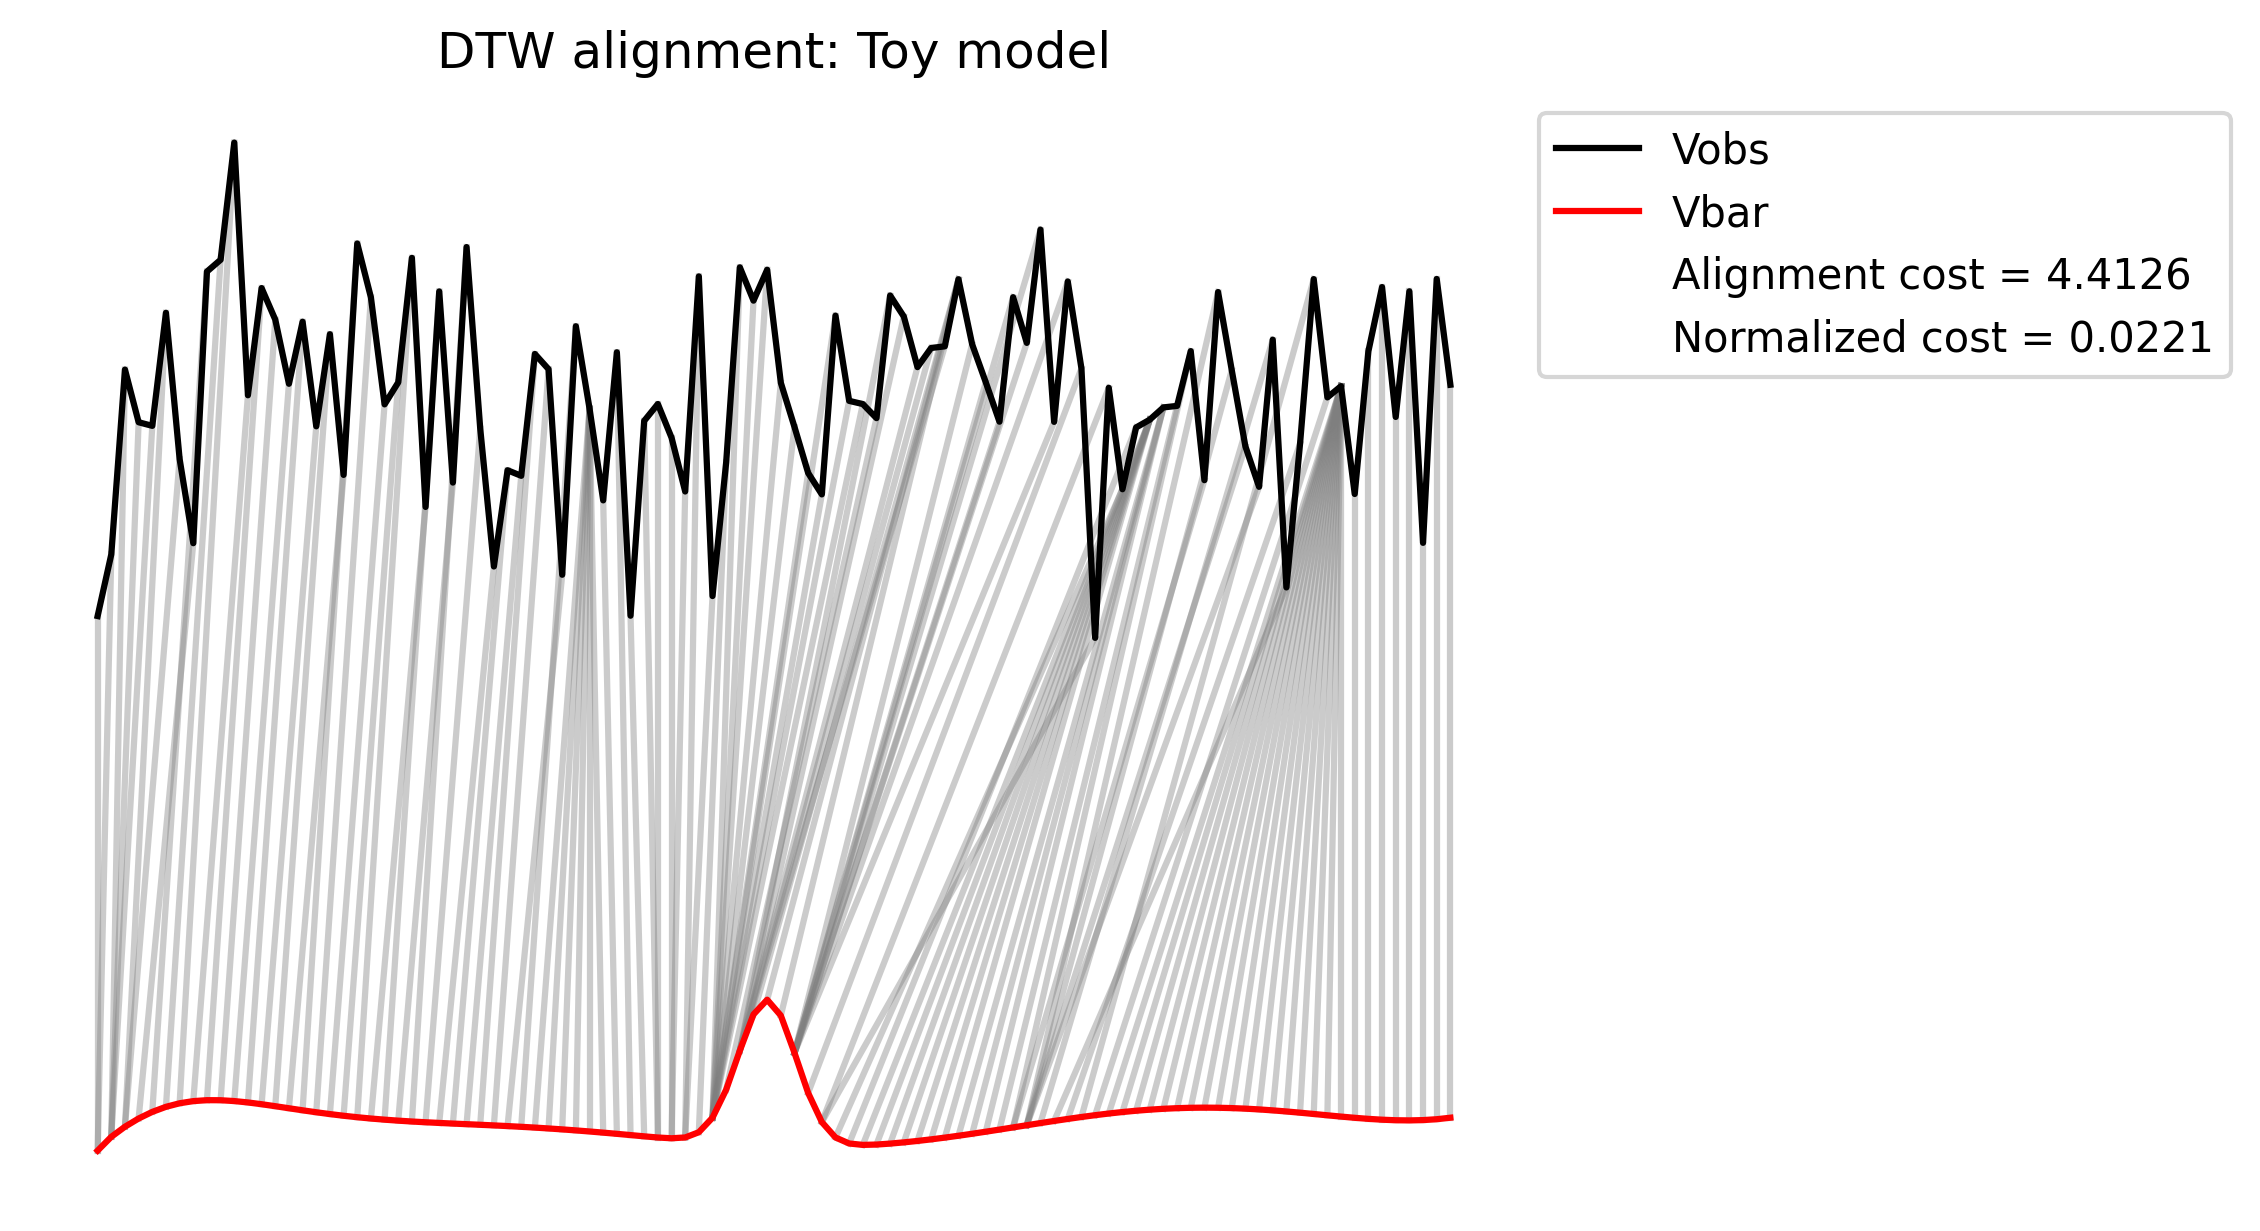 DTW alignment: Toy model
Vobs
Vbar
Alignment cost = 4.4126
Normalized cost = 0.0221